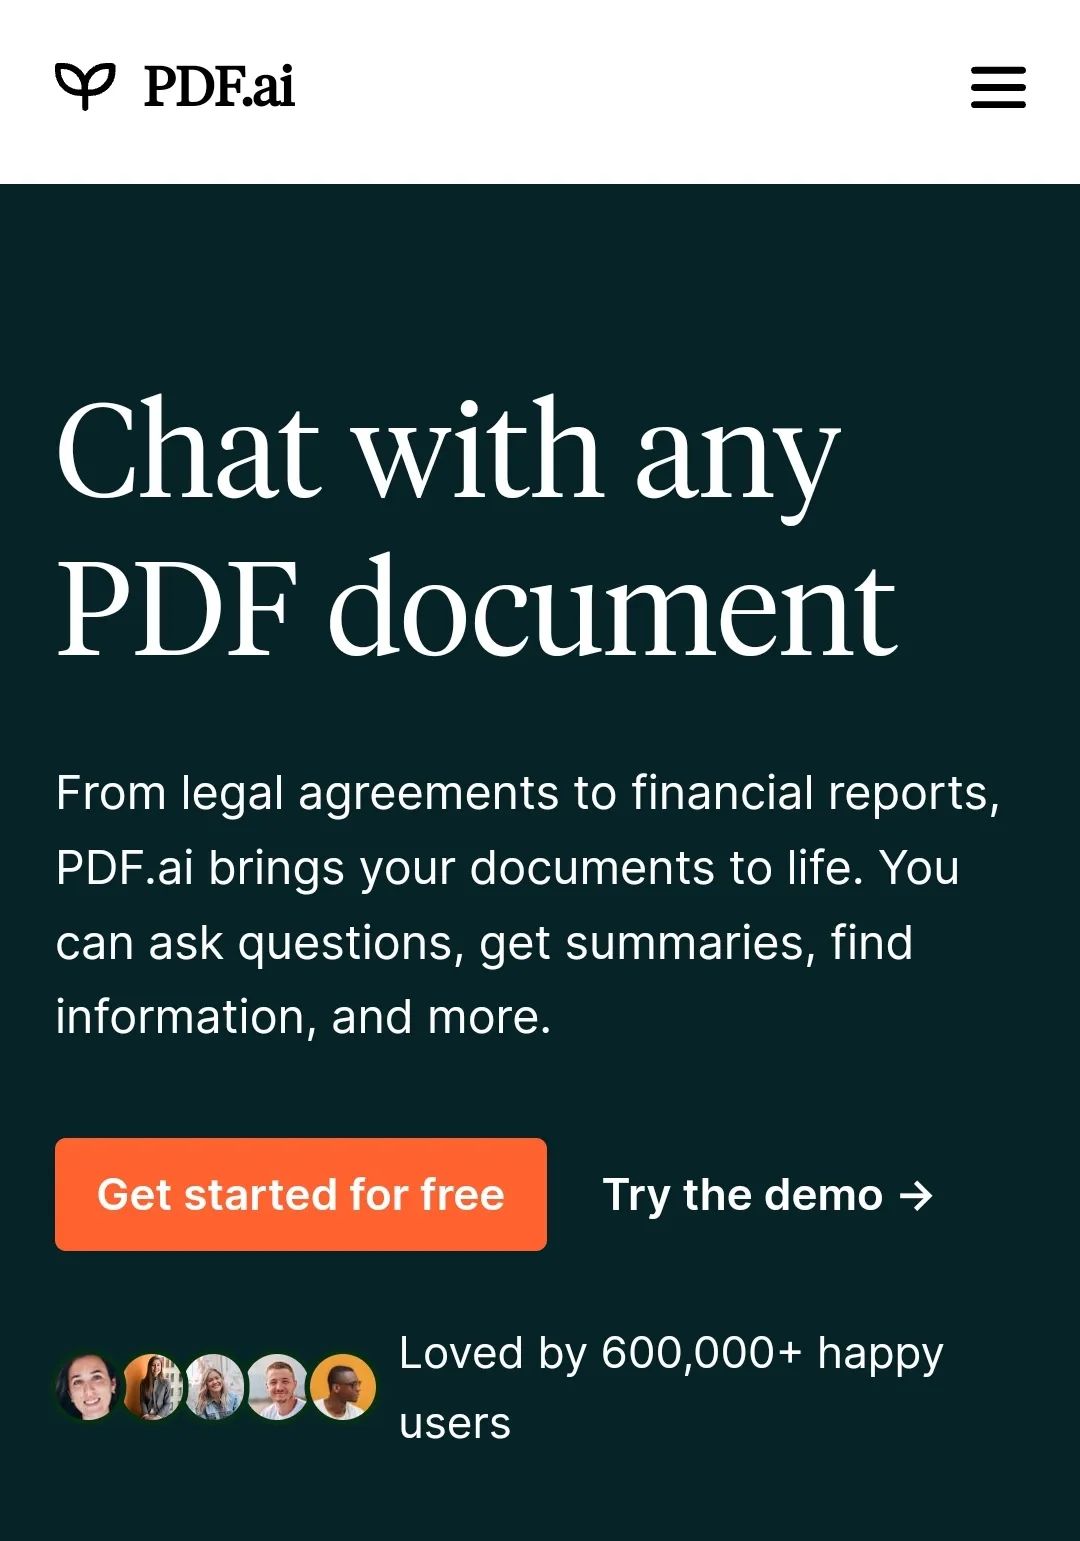 PDF.ai
Chat with any
PDF document
From legal agreements to financial reports,
PDF.ai brings your documents to life. You
can ask questions, get summaries, find
information, and more.
Get started for free
Try the demo →
Loved by 600,000+ happy
users